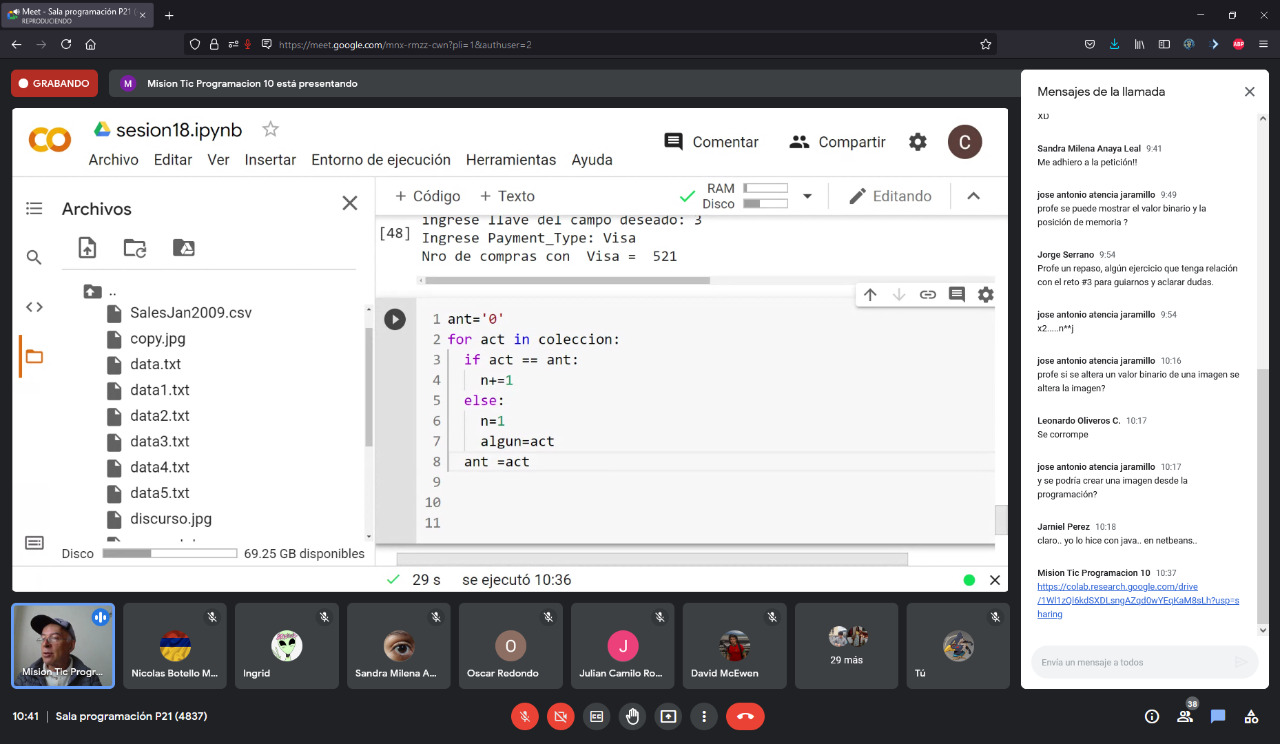 Meet - Sala programación P21 (
REPRODUCIENDO
https://meet.google.com/mnx-rmzz-cwn?pli=1&authuser=2
ABP
GRABANDO
M
Mision Tic Programacion 10 está presentando
sesion18.ipynb
Archivo Editar Ver Insertar Entorno de ejecución Herramientas Ayuda
Comentar
Compartir
C
Archivos
+ Código + Texto
RAM
Disco
Editando
..
SalesJan2009.csv
copy.jpg
data.txt
data1.txt
data2.txt
data3.txt
data4.txt
data5.txt
discurso.jpg
Disco 69.25 GB disponibles
ingrese llave del campo deseado: 3
[48] Ingrese Payment_Type: Visa
Nro de compras con Visa = 521
1 ant='0'
2 for act in coleccion:
3 if act == ant:
4 n+=1
5 else:
6 n=1
7 algun=act
8 ant =act
9
10
11
29 s se ejecutó 10:36
Mensajes de la llamada
XD
Sandra Milena Anaya Leal 9:41
Me adhiero a la petición!!
jose antonio atencia jaramillo 9:49
profe se puede mostrar el valor binario y la
posición de memoria ?
Jorge Serrano 9:54
Profe un repaso, algún ejercicio que tenga relación
con el reto #3 para guiarnos y aclarar dudas.
jose antonio atencia jaramillo 9:54
x2.....n**j
jose antonio atencia jaramillo 10:16
profe si se altera un valor binario de una imagen se
altera la imagen?
Leonardo Oliveros C. 10:17
Se corrompe
jose antonio atencia jaramillo 10:17
y se podría crear una imagen desde la
programación?
Jarniel Perez 10:18
claro.. yo lo hice con java.. en netbeans..
Mision Tic Programacion 10 10:37
https://colab.research.google.com/drive
/1Wl1zQl6kdSXDLsngAZqd0wYEqKaM8sLh?usp=s
haring
Envía un mensaje a todos
Mision Tic Progr...
Nicolas Botello M...
Ingrid
Sandra Milena A...
O
Oscar Redondo
J
Julian Camilo Ro...
David McEwen
29 más
Tú
10:41 | Sala programación P21 (4837)
38